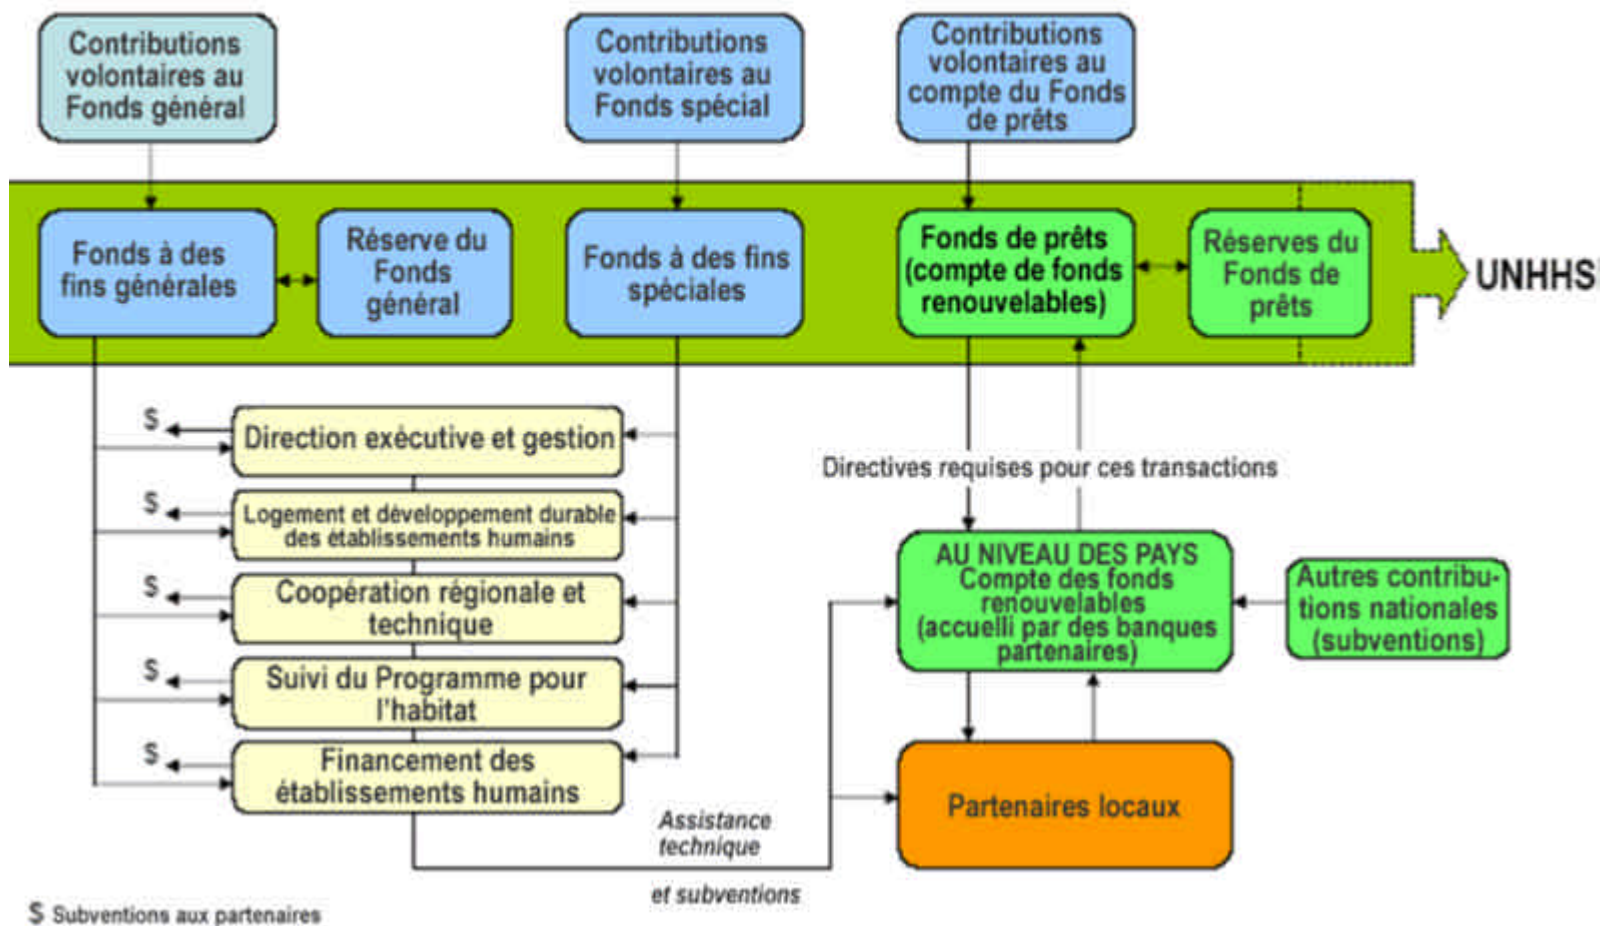 Contributions
volontaires au
Fonds général
Contributions
volontaires au
Fonds spécial
Contributions
volontaires au
compte du Fonds
de prêts
Fonds à des
fins générales
Réserve du
Fonds
général
Fonds à des fins
spéciales
Fonds de prêts
(compte de fonds
renouvelables)
Réserves du
Fonds de
prêts
UNHHS
$
Direction exécutive et gestion
$
Logement et développement durable
des établissements humains
$
Coopération régionale et
technique
$
Suivi du Programme pour
l'habitat
$
Financement des
établissements humains
Directives requises pour ces transactions
AU NIVEAU DES PAYS
Compte des fonds
renouvelables
(accuelli par des banques
partenaires)
Autres contribu-
tions nationales
(subventions)
Partenaires locaux
Assistance
technique
et subventions
$ Subventions aux partenaires